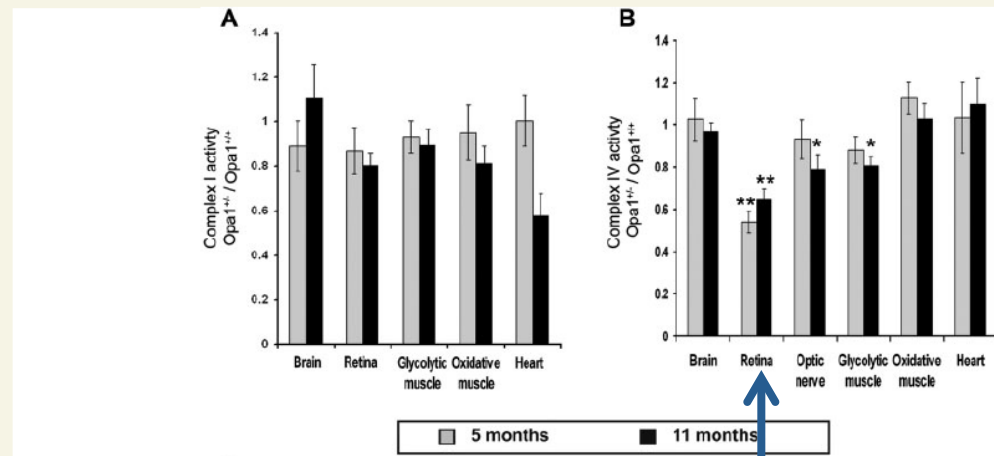 A
Complex I activty
Opa1+/- / Opa1+/+
1.4
1.2
1
0.8
0.6
0.4
0.2
0
Brain Retina Glycolytic muscle Oxidative muscle Heart
B
Complex IV activty
Opa1+/- / Opa1+/+
1.4
1.2
1
0.8
0.6
0.4
0.2
0
** ** * *
Brain Retina Optic nerve Glycolytic muscle Oxidative muscle Heart
5 months 11 months